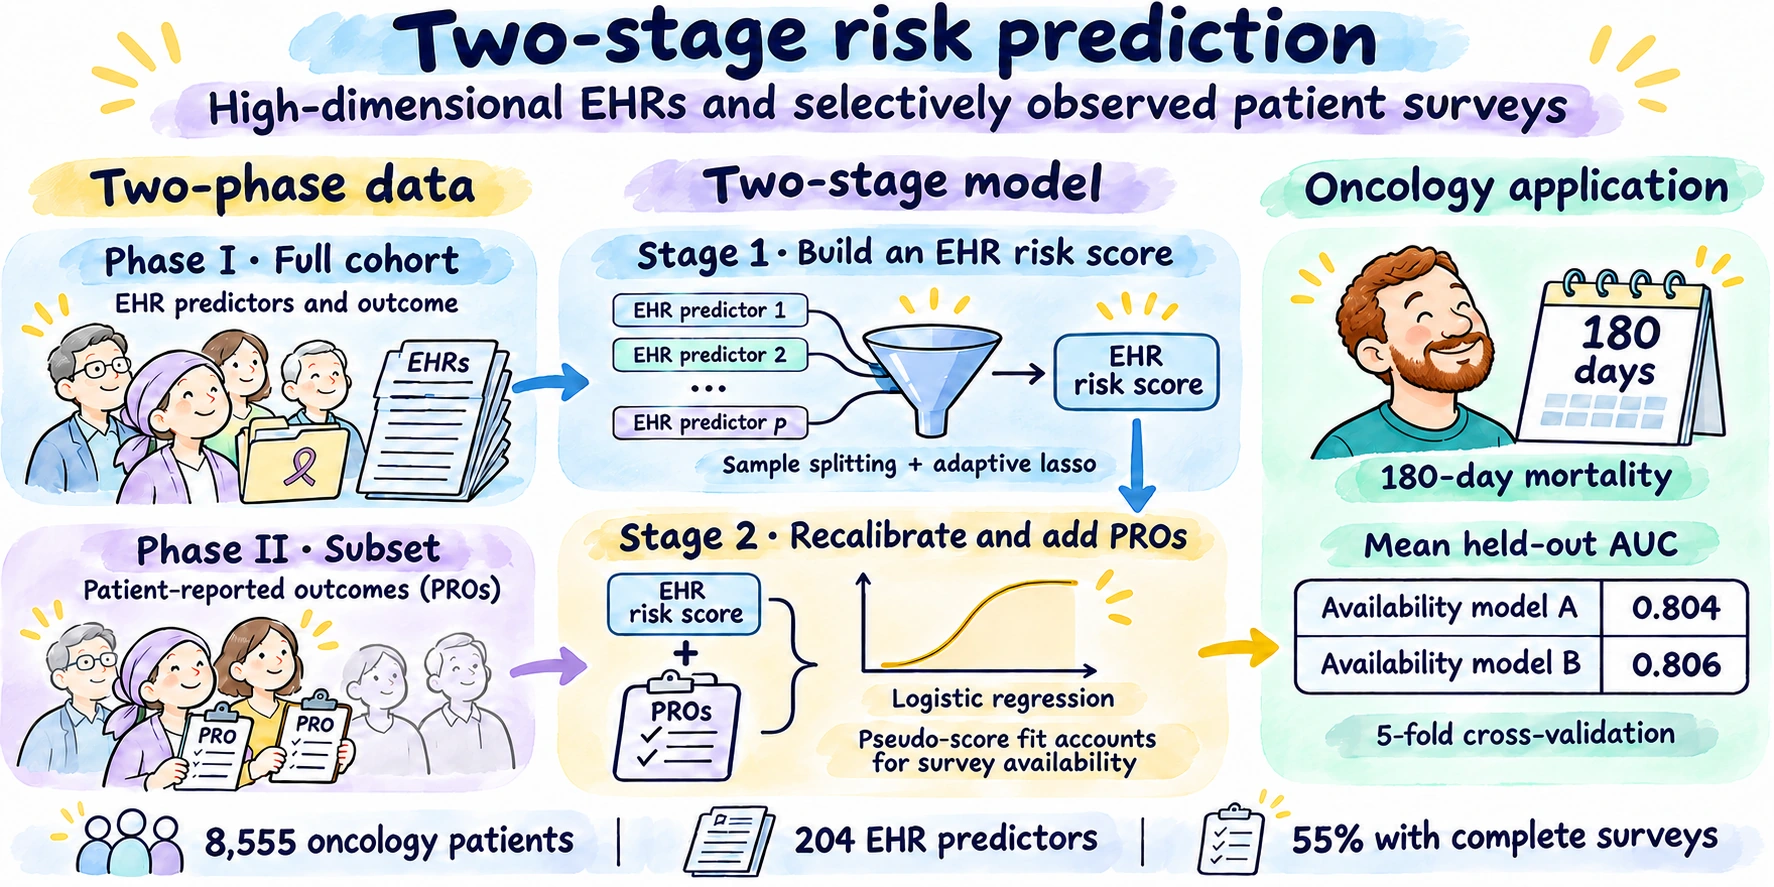 Two-stage risk prediction
High-dimensional EHRs and selectively observed patient surveys
Two-phase data
Phase I · Full cohort
EHR predictors and outcome
EHRs
Phase II · Subset
Patient-reported outcomes (PROs)
PRO
PRO
Two-stage model
Stage 1 · Build an EHR risk score
EHR predictor 1
EHR predictor 2
...
EHR predictor p
EHR
risk score
Sample splitting + adaptive lasso
Stage 2 · Recalibrate and add PROs
EHR
risk score
+
PROs
Logistic regression
Pseudo-score fit accounts
for survey availability
Oncology application
180
days
180-day mortality
Mean held-out AUC
Availability model A 0.804
Availability model B 0.806
5-fold cross-validation
8,555 oncology patients | 204 EHR predictors | 55% with complete surveys